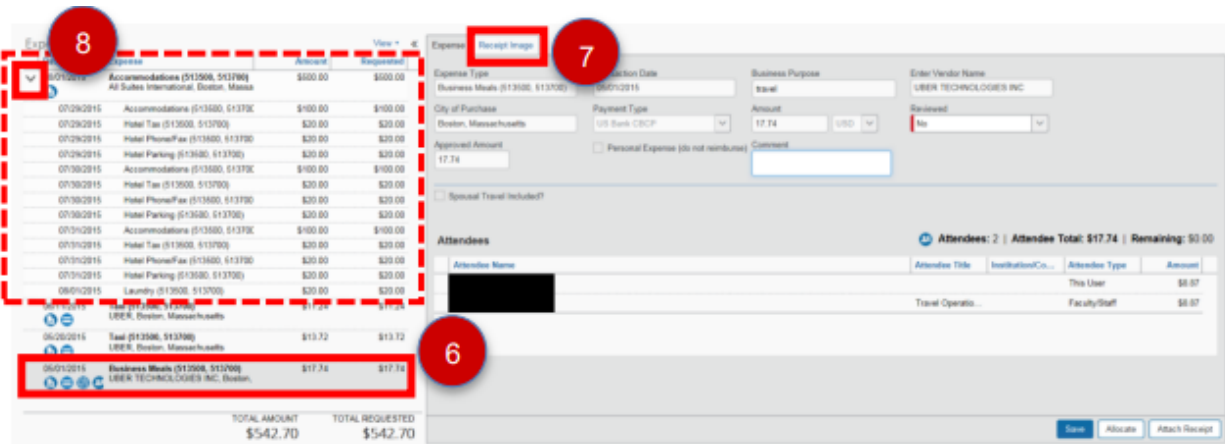 8
7
6
View
Expense Receipt Image
Expense Amount Requested
Accommodations (513500, 513700) $500.00 $500.00
All Suites International, Boston, Massa
07/29/2015 Accommodations (513500, 51370( $100.00 $100.00
07/29/2015 Hotel Tax (513500, 513700) $20.00 $20.00
07/29/2015 Hotel Phone/Fax (513500, 513700 $20.00 $20.00
07/29/2015 Hotel Parking (513500, 513700) $20.00 $20.00
07/30/2015 Accommodations (513500, 51370( $100.00 $100.00
07/30/2015 Hotel Tax (513500, 513700) $20.00 $20.00
07/30/2015 Hotel Phone/Fax (513500, 513700 $20.00 $20.00
07/30/2015 Hotel Parking (513500, 513700) $20.00 $20.00
07/31/2015 Accommodations (513500, 51370( $100.00 $100.00
07/31/2015 Hotel Tax (513500, 513700) $20.00 $20.00
07/31/2015 Hotel Phone/Fax (513500, 513700 $20.00 $20.00
07/31/2015 Hotel Parking (513500, 513700) $20.00 $20.00
08/01/2015 Laundry (513500, 513700) $20.00 $20.00
Taxi (513500, 513700) $11.24 $11.24
UBER, Boston, Massachusetts
05/20/2015 Taxi (513500, 513700) $13.72 $13.72
UBER, Boston, Massachusetts
05/01/2015 Business Meals (513500, 513700) $17.74 $17.74
UBER TECHNOLOGIES INC, Boston,
TOTAL AMOUNT TOTAL REQUESTED
$542.70 $542.70
Expense Type Business Purpose Enter Vendor Name
Business Meals (513500, 513700) 05/01/2015 travel UBER TECHNOLOGIES INC
City of Purchase Payment Type Amount Reviewed
Boston, Massachusetts US Bank CBCP 17.74 USD No
Approved Amount Personal Expense (do not reimburse) Comment
17.74
Spousal Travel Included?
Attendees Attendees: 2 | Attendee Total: $17.74 | Remaining: $0.00
Attendee Name Attendee Title Institution/Co... Attendee Type Amount
This User $8.87
Travel Operatio... Faculty/Staff $8.87
Save Allocate Attach Receipt